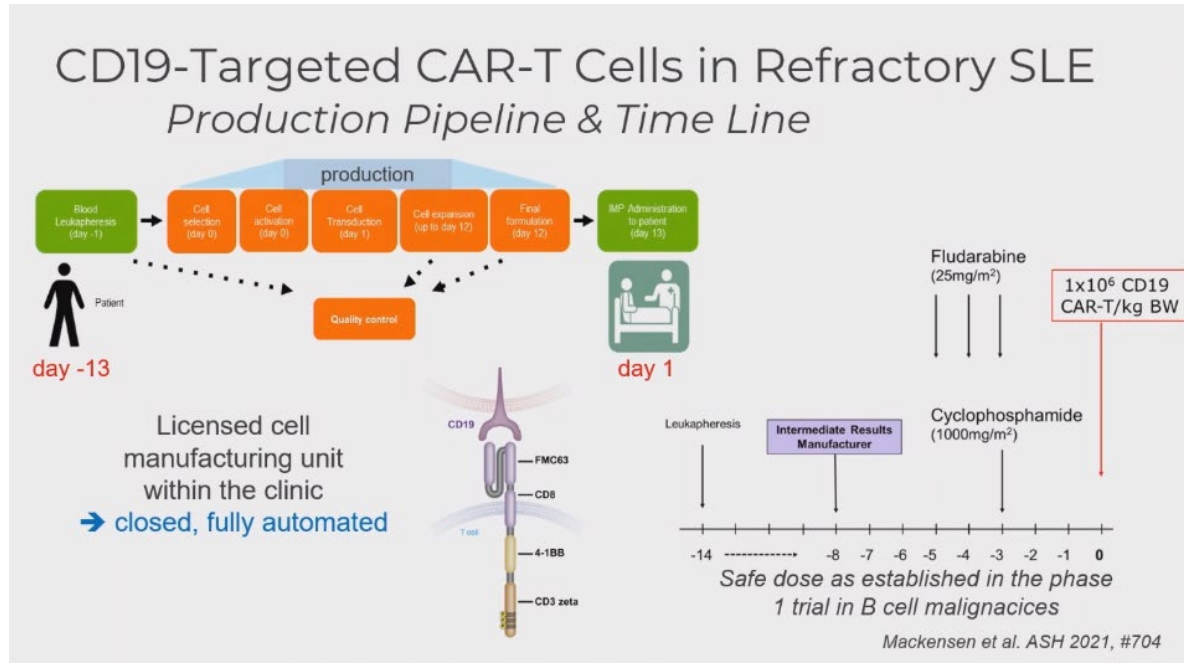 CD19-Targeted CAR-T Cells in Refractory SLE
Production Pipeline & Time Line
production
Blood
Leukapheresis
(day -1)
Cell
selection
(day 0)
Cell
activation
(day 0)
Cell
Transduction
(day 1)
Cell expansion
(up to day 12)
Final
formulation
(day 12)
IMP Administration
to patient
(day 13)
Patient
Quality control
day -13
day 1
Licensed cell
manufacturing unit
within the clinic
➔ closed, fully automated
CD19
FMC63
CD8
T cell
4-1BB
CD3 zeta
Fludarabine
(25mg/m²)
1x10⁶ CD19
CAR-T/kg BW
Leukapheresis
Intermediate Results
Manufacturer
Cyclophosphamide
(1000mg/m²)
-14 -8 -7 -6 -5 -4 -3 -2 -1 0
Safe dose as established in the phase
1 trial in B cell malignacices
Mackensen et al. ASH 2021, #704